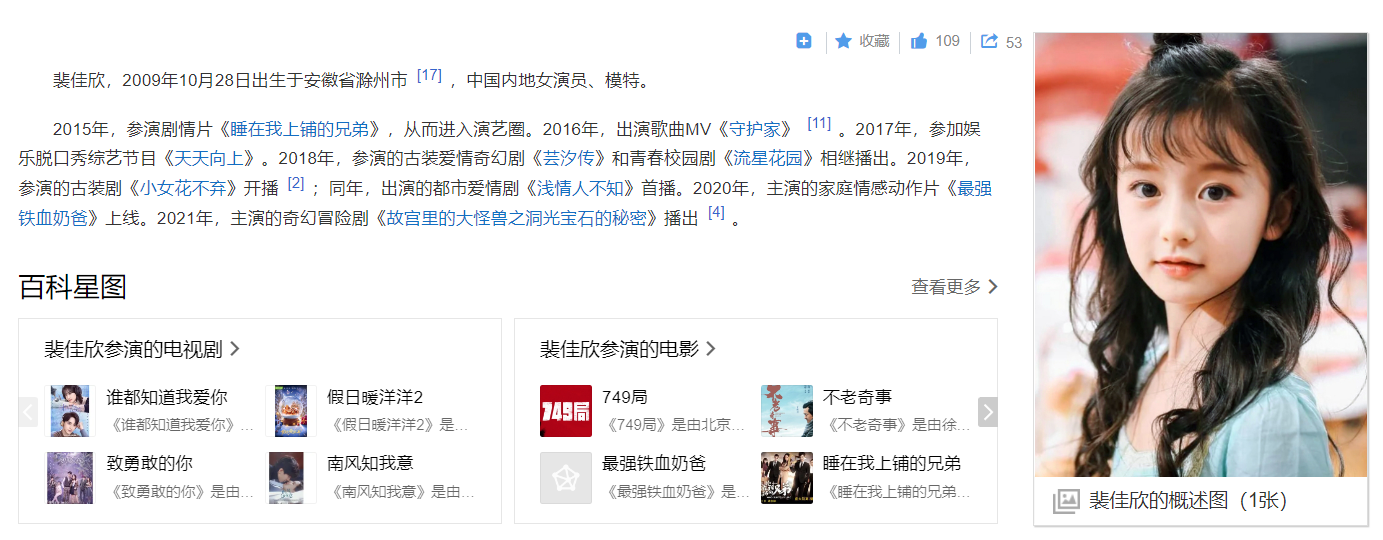 收藏 109 53
裴佳欣，2009年10月28日出生于安徽省滁州市 [17] ，中国内地女演员、模特。
2015年，参演剧情片《睡在我上铺的兄弟》，从而进入演艺圈。2016年，出演歌曲MV《守护家》 [11] 。2017年，参加娱
乐脱口秀综艺节目《天天向上》。2018年，参演的古装爱情奇幻剧《芸汐传》和青春校园剧《流星花园》相继播出。2019年，
参演的古装剧《小女花不弃》开播 [2] ；同年，出演的都市爱情剧《浅情人不知》首播。2020年，主演的家庭情感动作片《最强
铁血奶爸》上线。2021年，主演的奇幻冒险剧《故宫里的大怪兽之洞光宝石的秘密》播出 [4] 。
百科星图
查看更多
裴佳欣参演的电视剧
谁都知道我爱你
《谁都知道我爱你》...
假日暖洋洋2
《假日暖洋洋2》是...
致勇敢的你
《致勇敢的你》是由...
南风知我意
《南风知我意》是由...
裴佳欣参演的电影
749局
749局
《749局》是由北京...
不老奇事
《不老奇事》是由徐...
最强铁血奶爸
《最强铁血奶爸》是...
睡在我上铺的兄弟
《睡在我上铺的兄弟...
裴佳欣的概述图（1张）